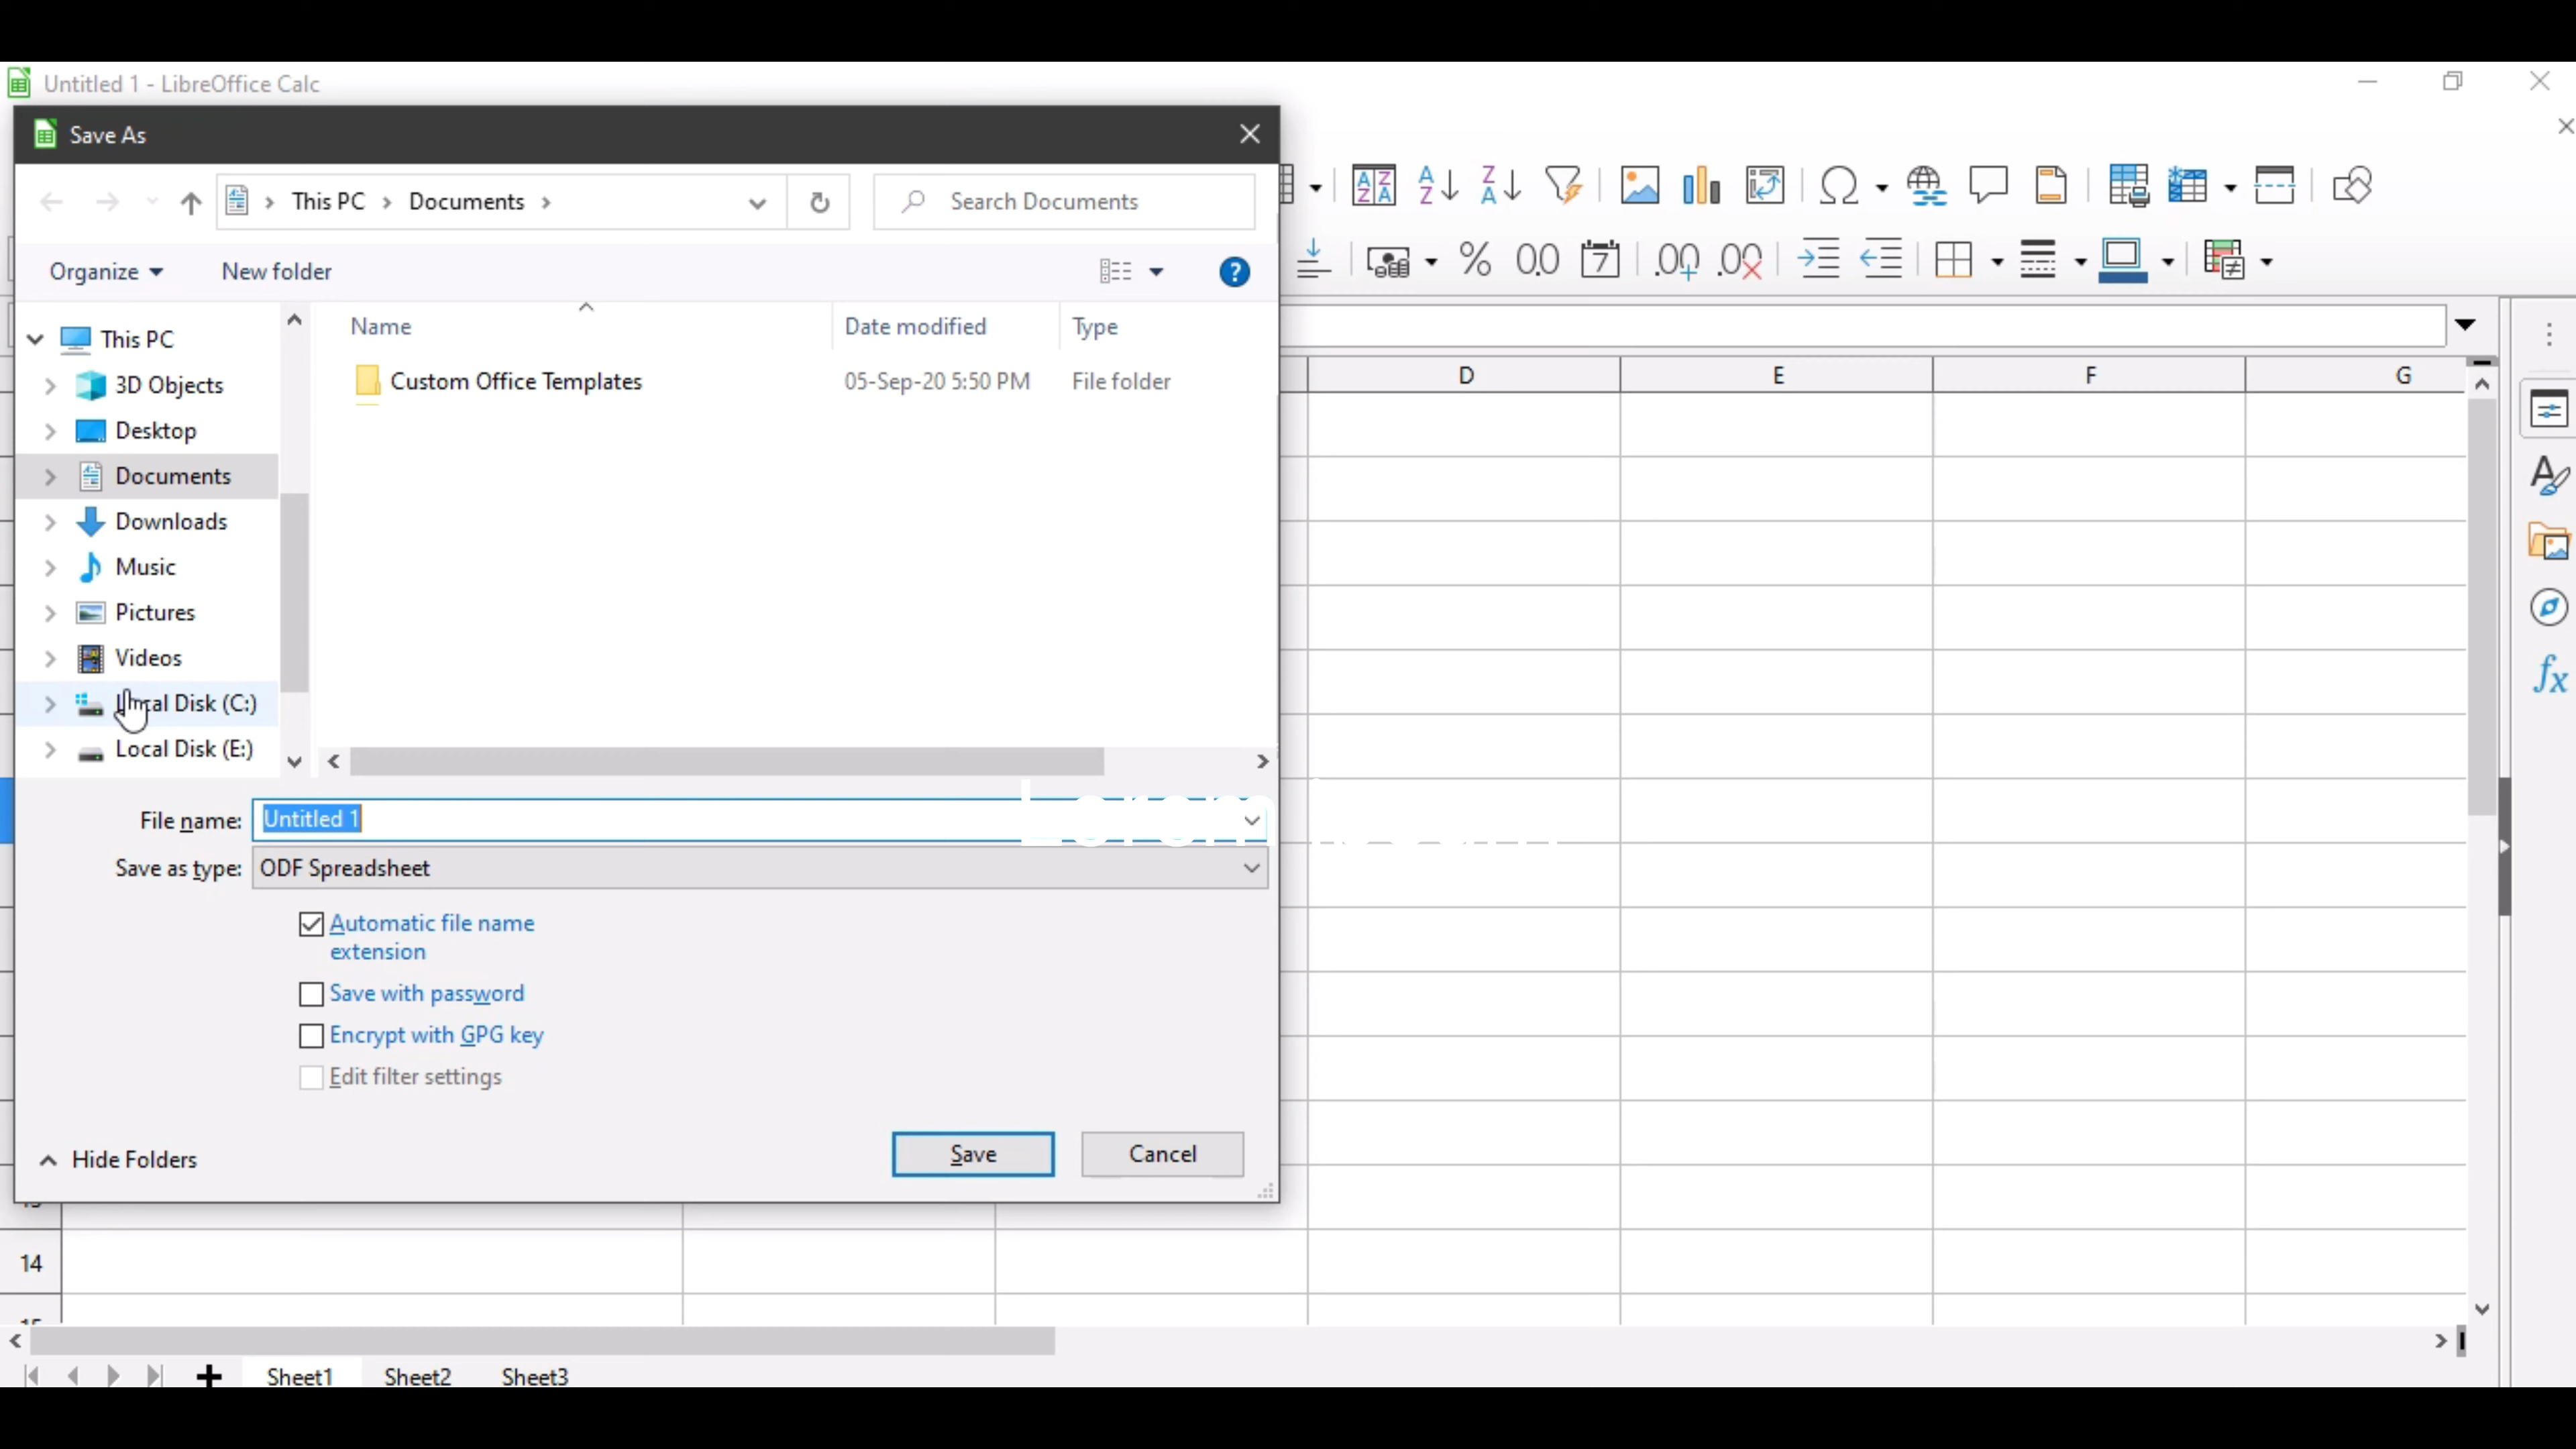 Untitled 1 - LibreOffice Calc
Save As
This PC
Documents
Search Documents
Organize
New folder
Name
Date modified
Type
Custom Office Templates
05-Sep-20 5:50 PM
File folder
This PC
3D Objects
Desktop
Documents
Downloads
Music
Pictures
Videos
Local Disk (C:)
Local Disk (E:)
File name: Untitled 1
Save as type: ODF Spreadsheet
Automatic file name
extension
Save with password
Encrypt with GPG key
Edit filter settings
Hide Folders
Save
Cancel
D
E
F
G
14
Sheet1
Sheet2
Sheet3